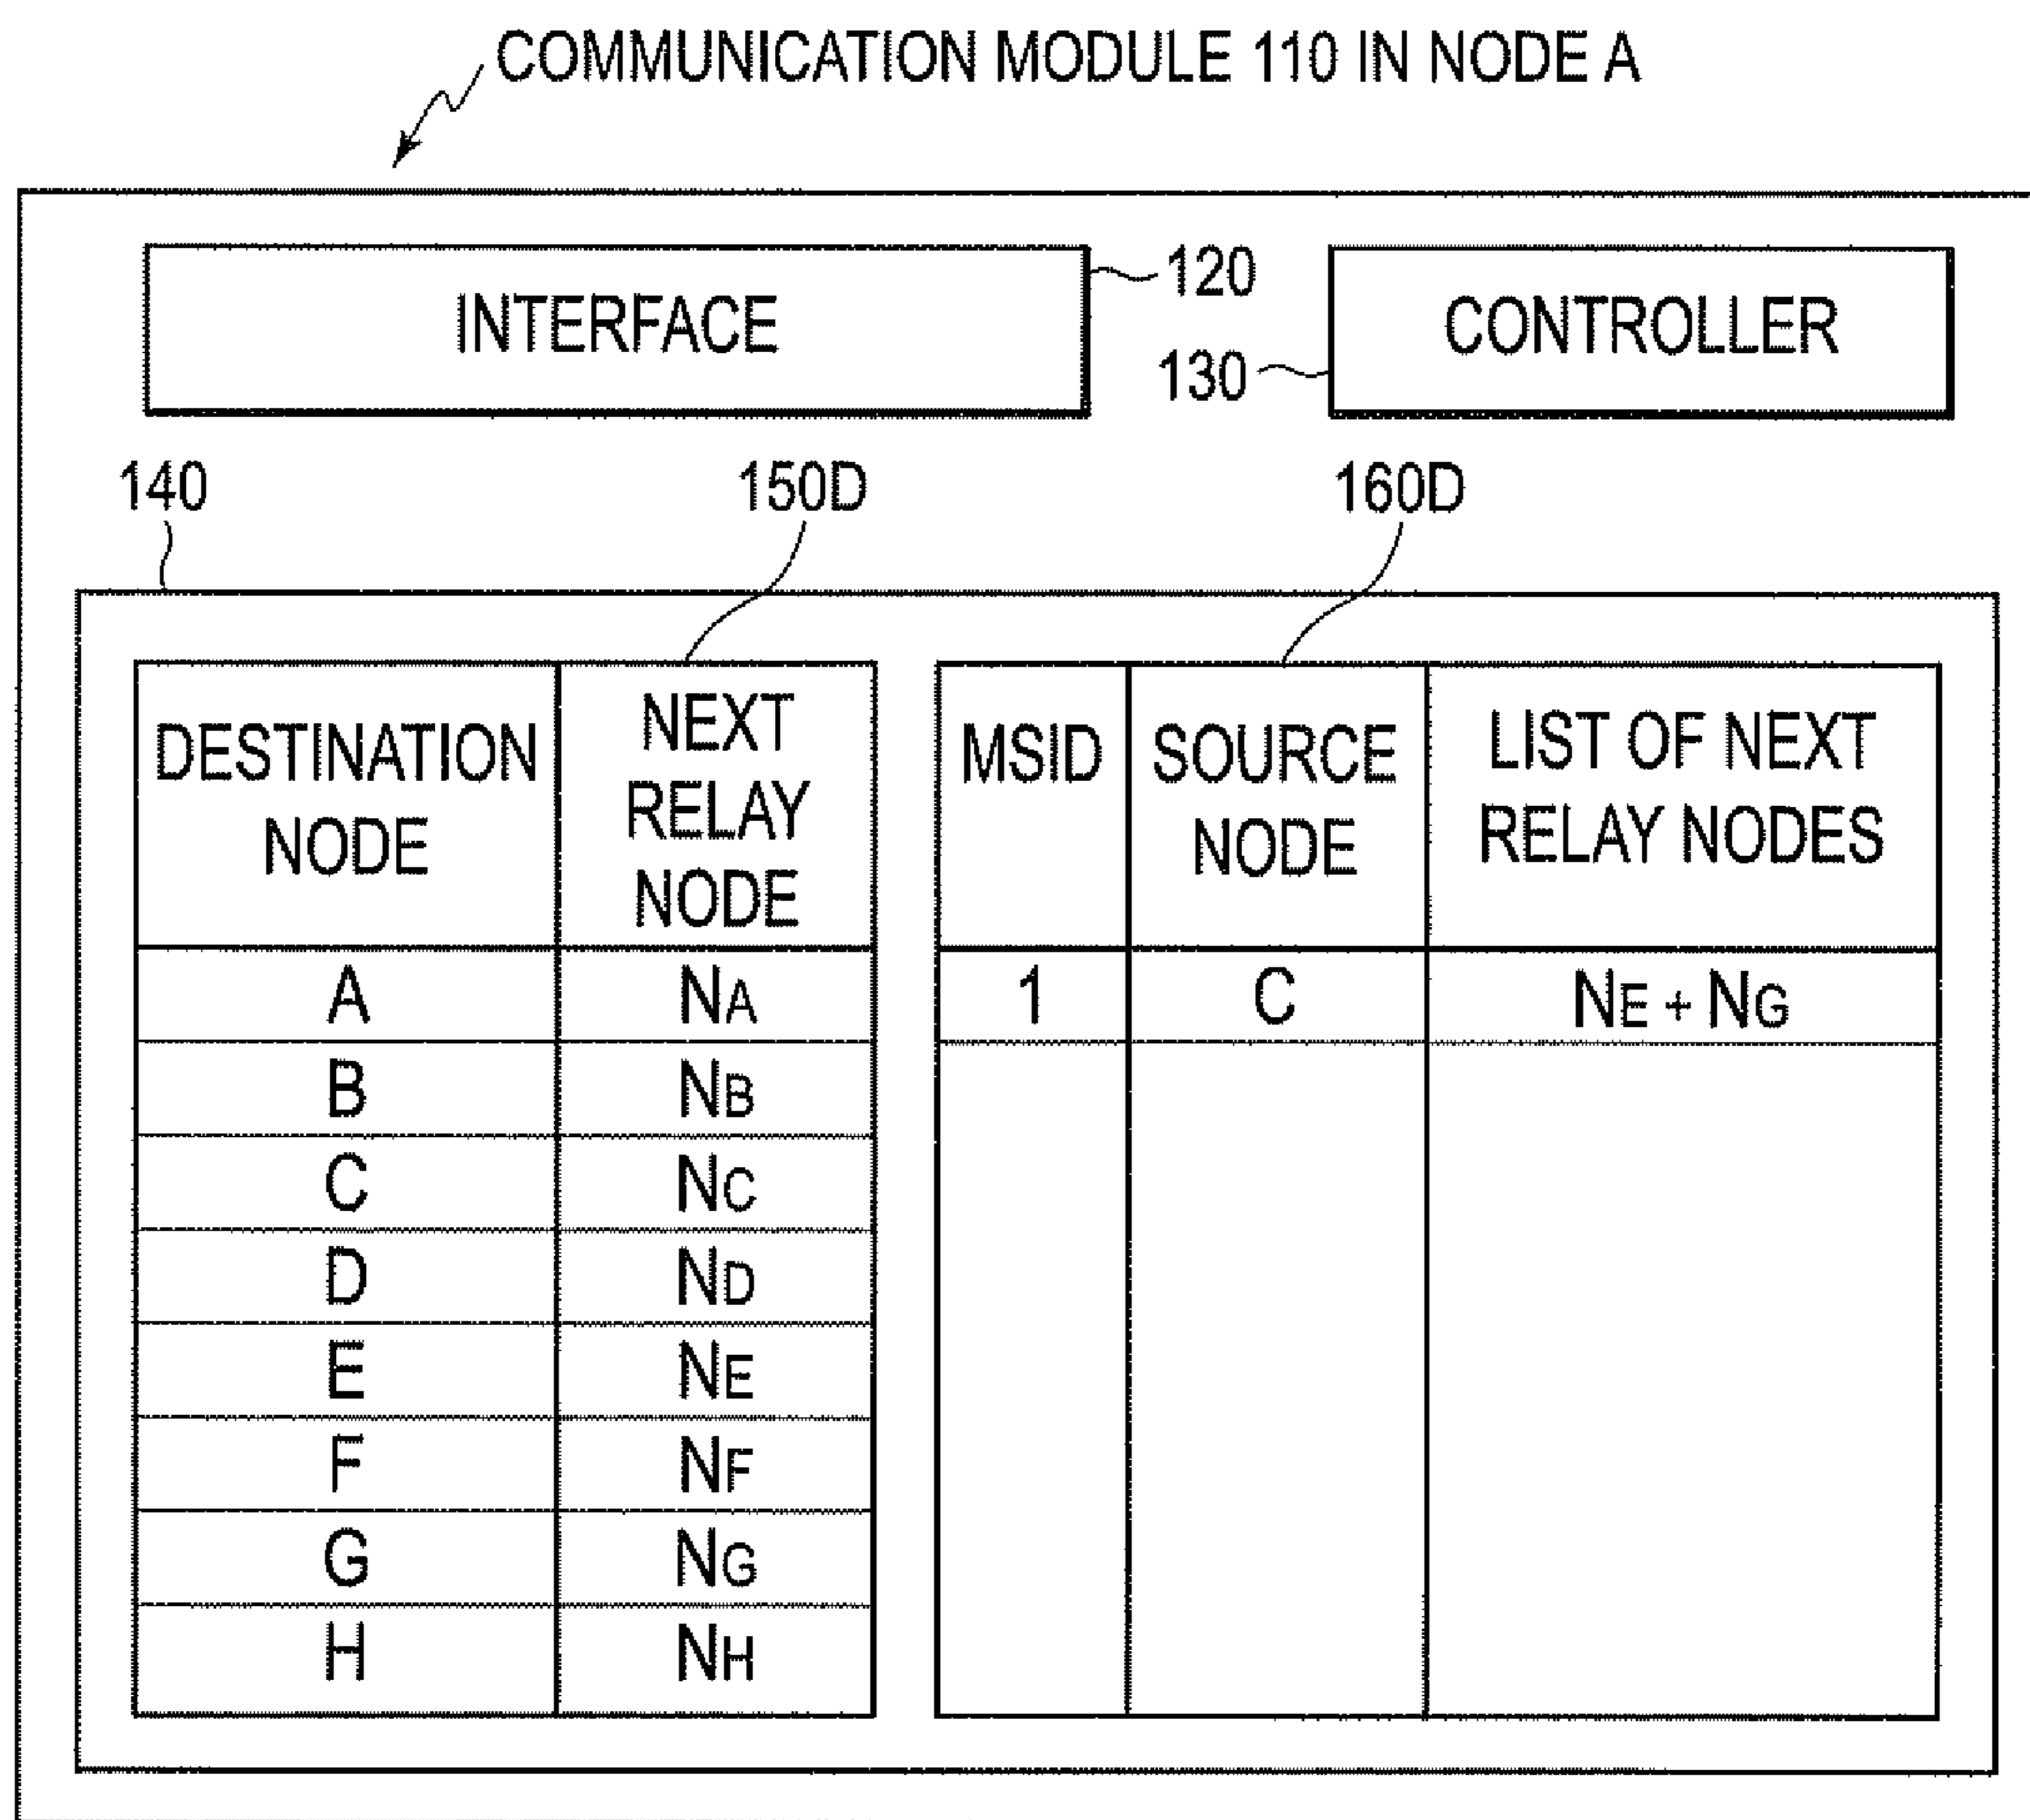 COMMUNICATION MODULE 110 IN NODE A
INTERFACE
120
CONTROLLER
130
140
150D
160D
DESTINATION
NODE
NEXT
RELAY
NODE
MSID
SOURCE
NODE
LIST OF NEXT
RELAY NODES
A
NA
B
NB
C
NC
D
ND
E
NE
F
NF
G
NG
H
NH
1
C
NE + NG